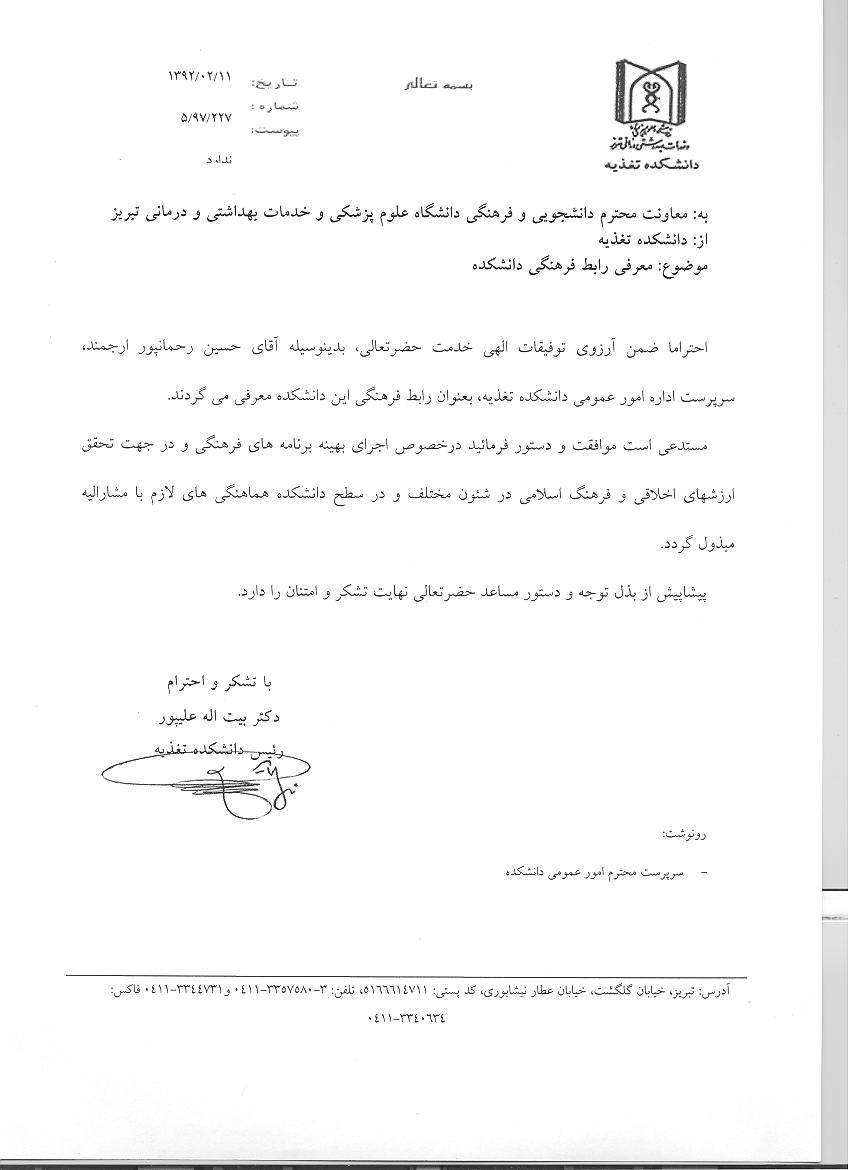 بسمه تعالی
تاریخ: ۱۳۹۲/۰۲/۱۱
شماره : ۵/۹۷/۲۲۷
پیوست: ندارد
دانشکده تغذیه
به: معاونت محترم دانشجویی و فرهنگی دانشگاه علوم پزشکی و خدمات بهداشتی و درمانی تبریز
از: دانشکده تغذیه
موضوع: معرفی رابط فرهنگی دانشکده
احتراما ضمن آرزوی توفیقات الهی خدمت حضرتعالی، بدینوسیله آقای حسین رحمانپور ارجمند،
سرپرست اداره امور عمومی دانشکده تغذیه، بعنوان رابط فرهنگی این دانشکده معرفی می گردند.
مستدعی است موافقت و دستور فرمائید درخصوص اجرای بهینه برنامه های فرهنگی و در جهت تحقق
ارزشهای اخلاقی و فرهنگ اسلامی در شئون مختلف و در سطح دانشکده هماهنگی های لازم با مشارالیه
مبذول گردد.
پیشاپیش از بذل توجه و دستور مساعد حضرتعالی نهایت تشکر و امتنان را دارد.
با تشکر و احترام
دکتر بیت اله علیپور
رئیس دانشکده تغذیه
رونوشت:
- سرپرست محترم امور عمومی دانشکده
آدرس: تبریز، خیابان گلگشت، خیابان عطار نیشابوری، کد پستی: ۵۱۶۶۶۱٤۷۱۱، تلفن: ۳-۰٤۱۱-۳۳۵۷۵۸۰ و ۰٤۱۱-۳۳٤٤۷۳۱ فاکس:
۰٤۱۱-۳۳٤۰٦۳٤